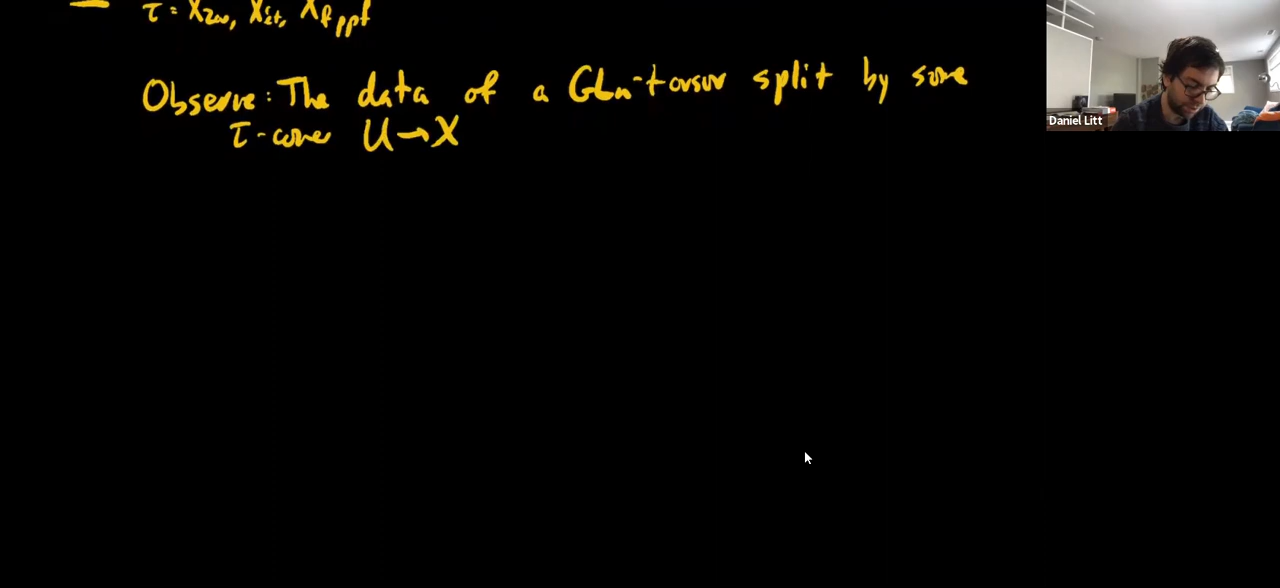 τ = X_Zar, X_ét, X_fppf
Observe: The data of a GLn-torsor split by some
τ-cover U→X
Daniel Litt